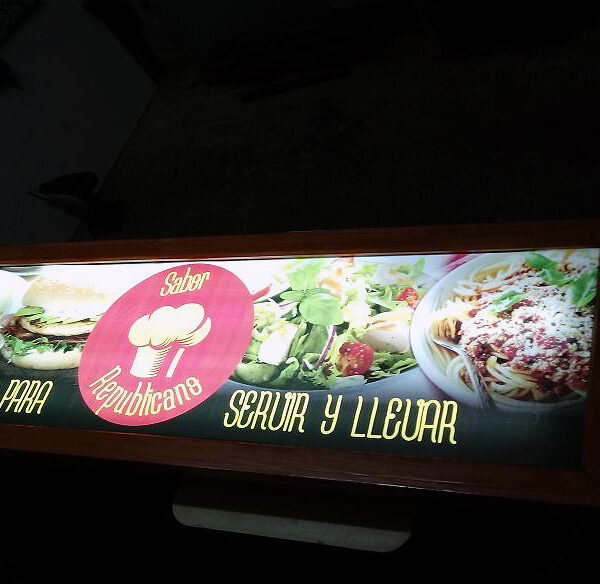 Sabor
Republicano
PARA
SERVIR Y LLEVAR